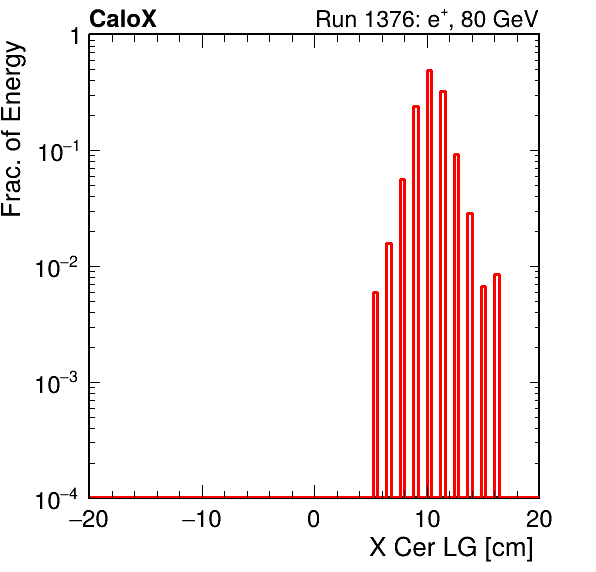 CaloX Run 1376: e⁺, 80 GeV
Frac. of Energy
1
10⁻¹
10⁻²
10⁻³
10⁻⁴
−20 −10 0 10 20
X Cer LG [cm]